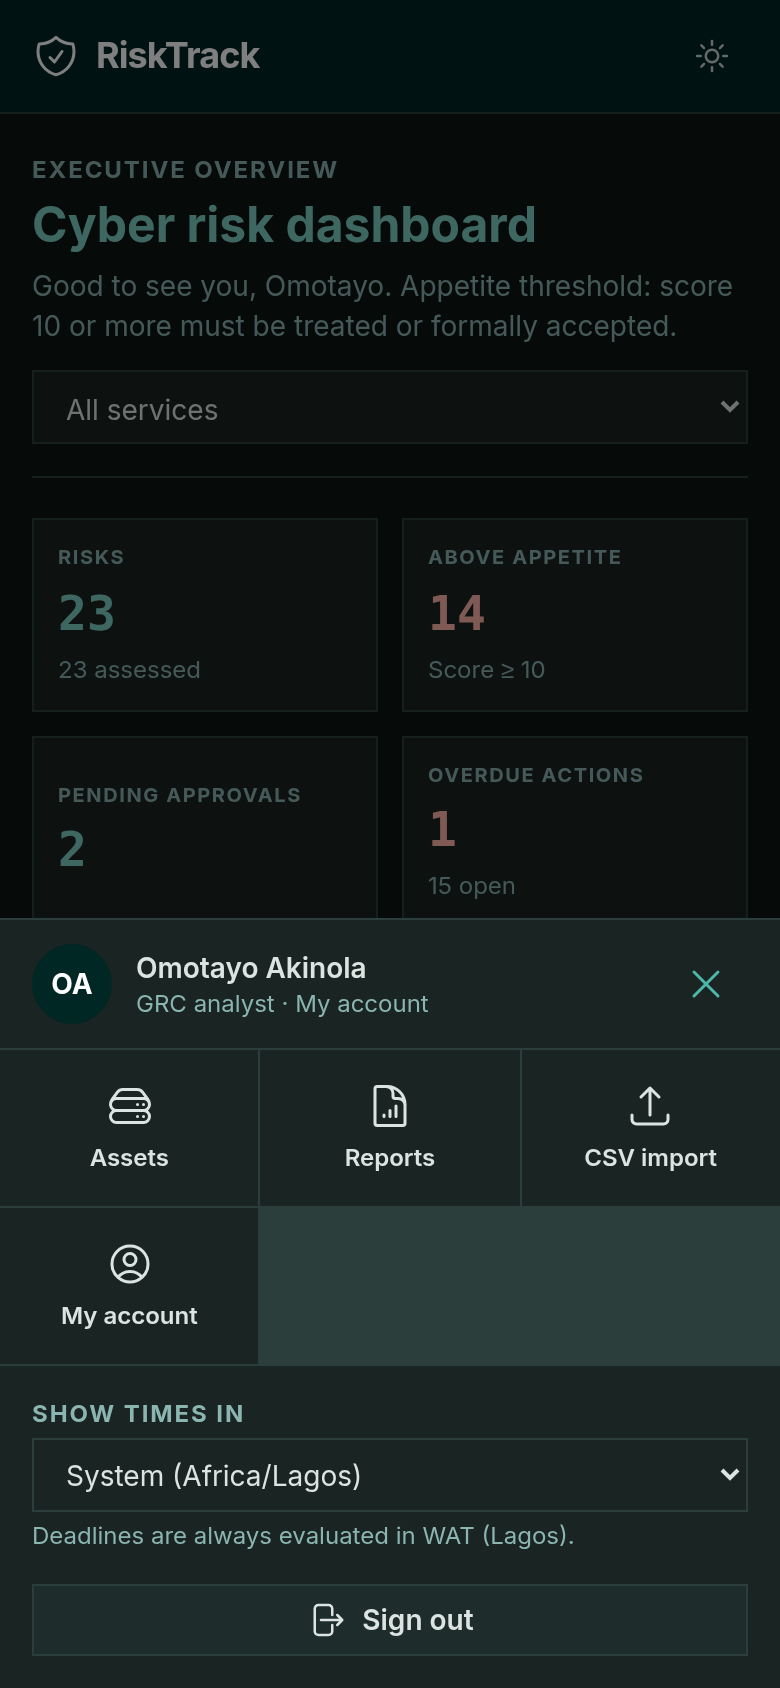 RiskTrack
EXECUTIVE OVERVIEW
Cyber risk dashboard
Good to see you, Omotayo. Appetite threshold: score
10 or more must be treated or formally accepted.
All services
RISKS
23
23 assessed
ABOVE APPETITE
14
Score ≥ 10
PENDING APPROVALS
2
OVERDUE ACTIONS
1
15 open
OA
Omotayo Akinola
GRC analyst · My account
Assets
Reports
CSV import
My account
SHOW TIMES IN
System (Africa/Lagos)
Deadlines are always evaluated in WAT (Lagos).
Sign out